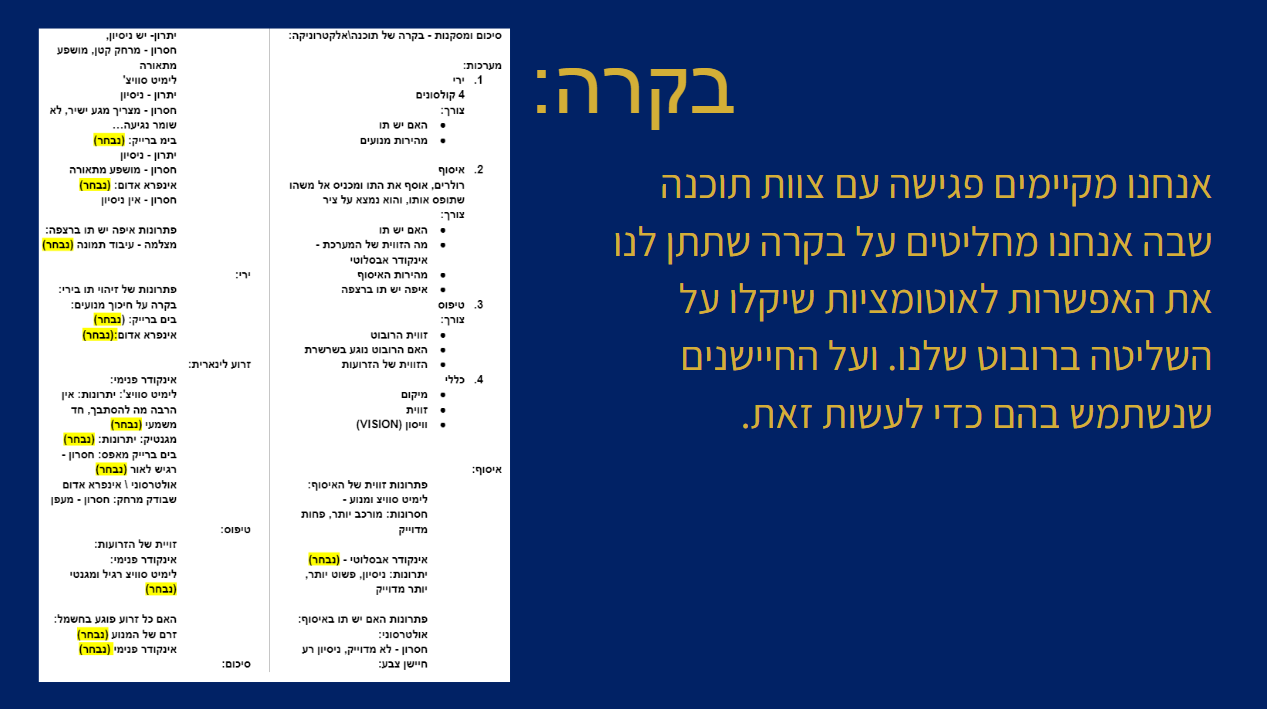 בקרה:
אנחנו מקיימים פגישה עם צוות תוכנה
שבה אנחנו מחליטים על בקרה שתתן לנו
את האפשרות לאוטומציות שיקלו על
השליטה ברובוט שלנו. ועל החיישנים
שנשתמש בהם כדי לעשות זאת.
סיכום ומסקנות - בקרה של תוכנה\אלקטרוניקה:
מערכות:
1. ירי
4 קולסונים
צורך:
● האם יש תו
● מהירות מנועים
2. איסוף
רולרים, אוסף את התו ומכניס אל משהו
שתופס אותו, והוא נמצא על ציר
צורך:
● האם יש תו
● מה הזווית של המערכת -
אינקודר אבסלוטי
● מהירות האיסוף
● איפה יש תו ברצפה
3. טיפוס
צורך:
● זווית הרובוט
● האם הרובוט נוגע בשרשרת
● הזווית של הזרועות
4. כללי
● מיקום
● זווית
● וויסון (VISION)
איסוף:
פתרונות זווית של האיסוף:
לימיט סוויצ ומנוע -
חסרונות: מורכב יותר, פחות
מדוייק
אינקודר אבסלוטי - (נבחר)
יתרונות: ניסיון, פשוט יותר,
יותר מדוייק
פתרונות האם יש תו באיסוף:
אולטרסוני:
חסרון - לא מדוייק, ניסיון רע
חיישן צבע:
יתרון- יש ניסיון,
חסרון - מרחק קטן, מושפע
מתאורה
לימיט סוויצ'
יתרון - ניסיון
חסרון - מצריך מגע ישיר, לא
שומר נגיעה...
בימ ברייק: (נבחר)
יתרון - ניסיון
חסרון - מושפע מתאורה
אינפרא אדום: (נבחר)
חסרון - אין ניסיון
פתרונות איפה יש תו ברצפה:
מצלמה - עיבוד תמונה (נבחר)
ירי:
פתרונות של זיהוי תו בירי:
בקרה על חיכוך מנועים:
בים ברייק: (נבחר)
אינפרא אדום:(נבחר)
זרוע לינארית:
אינקודר פנימי:
לימיט סוויצ': יתרונות: אין
הרבה מה להסתבך, חד
משמעי (נבחר)
מגנטיק: יתרונות: (נבחר)
בים ברייק מאפס: חסרון -
רגיש לאור (נבחר)
אולטרסוני \ אינפרא אדום
שבודק מרחק: חסרון - מעפן
טיפוס:
זויית של הזרועות:
אינקודר פנימי:
לימיט סוויצ רגיל ומגנטי
(נבחר)
האם כל זרוע פוגע בחשמל:
זרם של המנוע (נבחר)
אינקודר פנימי (נבחר)
סיכום: